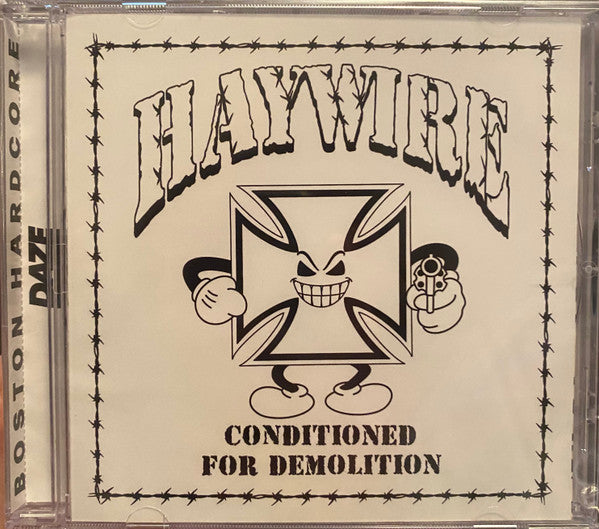 BOSTON HARDCORE
DAZE
HAYWIRE
CONDITIONED
FOR DEMOLITION